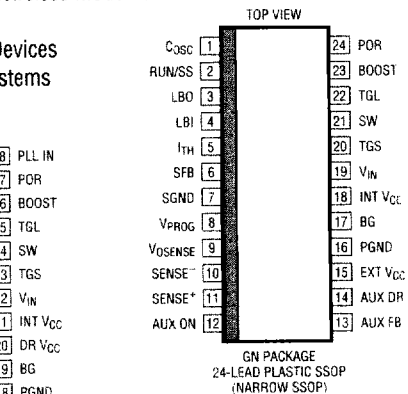 TOP VIEW
Devices
stems
COSC 1
RUN/SS 2
LBO 3
LBI 4
ITH 5
SFB 6
SGND 7
VPROG 8
VOSENSE 9
SENSE− 10
SENSE+ 11
AUX ON 12
24 POR
23 BOOST
22 TGL
21 SW
20 TGS
19 VIN
18 INT VCC
17 BG
16 PGND
15 EXT VCC
14 AUX DR
13 AUX FB
GN PACKAGE
24-LEAD PLASTIC SSOP
(NARROW SSOP)
8 PLL IN
7 POR
6 BOOST
5 TGL
4 SW
3 TGS
2 VIN
1 INT VCC
20 DR VCC
9 BG
8 PGND